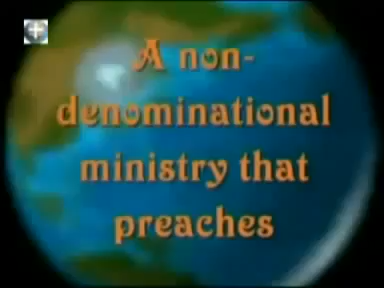 A non-
denominational
ministry that
preaches